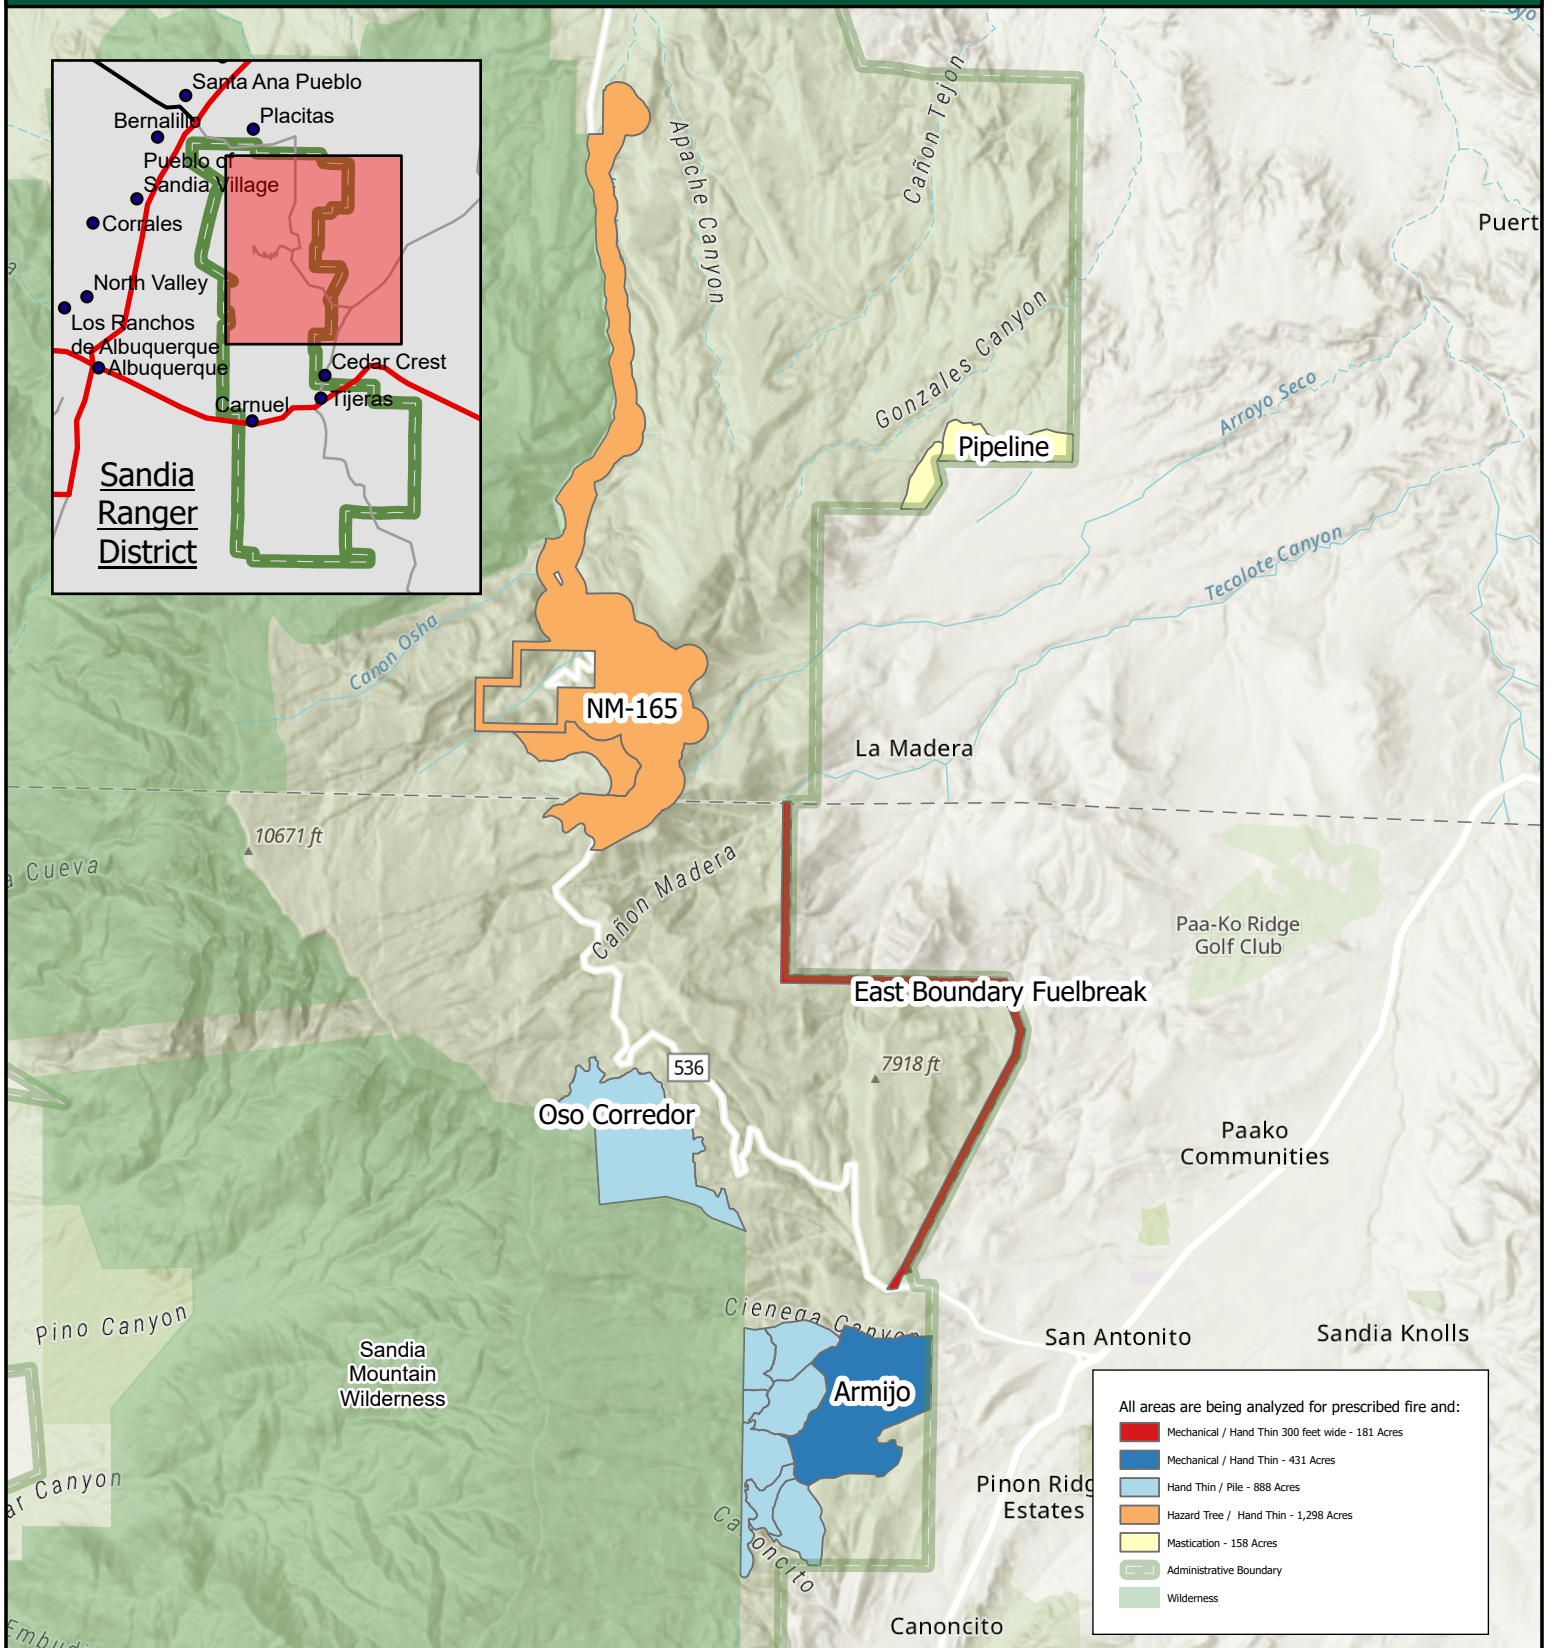 Santa Ana Pueblo
Bernalillo
Placitas
Pueblo of
Sandia Village
Corrales
North Valley
Los Ranchos
de Albuquerque
Albuquerque
Cedar Crest
Tijeras
Carnuel
Sandia
Ranger
District
Apache Canyon
Cañon Tejon
Gonzales Canyon
Puert
Arroyo Seco
Pipeline
Tecolote Canyon
Canon Osha
NM-165
La Madera
10671 ft
Cueva
Cañon Madera
Paa-Ko Ridge
Golf Club
East Boundary Fuelbreak
536
7918 ft
Oso Corredor
Paako
Communities
Pino Canyon
Cienega Canyon
San Antonito
Sandia Knolls
Sandia
Mountain
Wilderness
Armijo
ar Canyon
Pinon Ridg
Estates
Canoncito
Embudi
All areas are being analyzed for prescribed fire and:
Mechanical / Hand Thin 300 feet wide - 181 Acres
Mechanical / Hand Thin - 431 Acres
Hand Thin / Pile - 888 Acres
Hazard Tree / Hand Thin - 1,298 Acres
Mastication - 158 Acres
Administrative Boundary
Wilderness
Canoncito